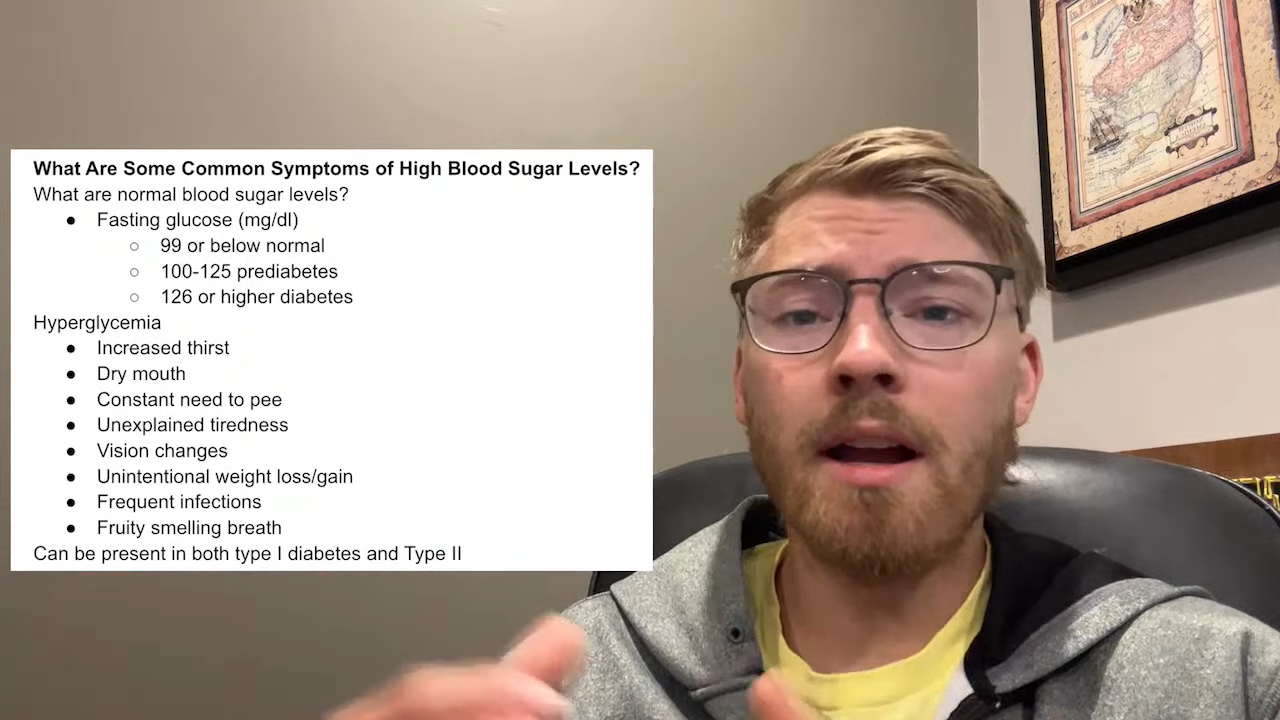 What Are Some Common Symptoms of High Blood Sugar Levels?
What are normal blood sugar levels?
● Fasting glucose (mg/dl)
○ 99 or below normal
○ 100-125 prediabetes
○ 126 or higher diabetes
Hyperglycemia
● Increased thirst
● Dry mouth
● Constant need to pee
● Unexplained tiredness
● Vision changes
● Unintentional weight loss/gain
● Frequent infections
● Fruity smelling breath
Can be present in both type I diabetes and Type II